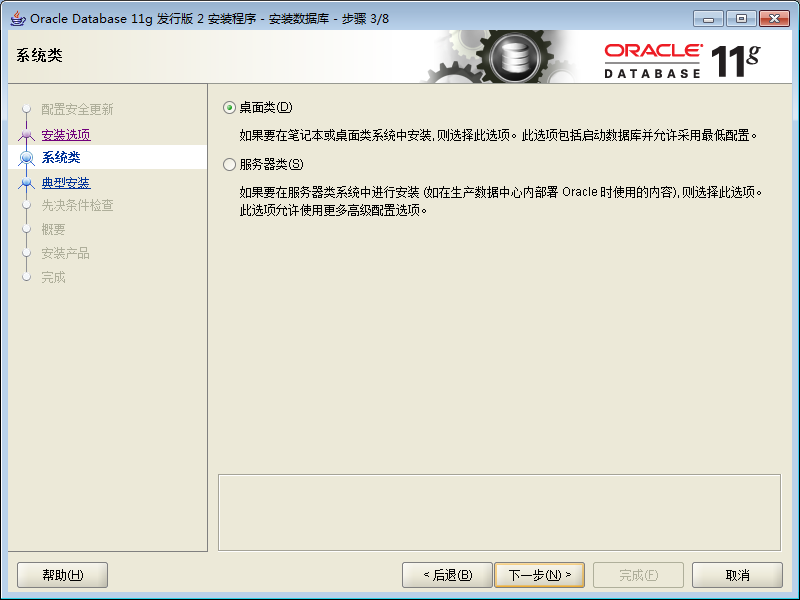 Oracle Database 11g 发行版 2 安装程序 - 安装数据库 - 步骤 3/8
系统类
ORACLE
DATABASE
11g
配置安全更新
安装选项
系统类
典型安装
先决条件检查
概要
安装产品
完成
桌面类(D)
如果要在笔记本或桌面类系统中安装,则选择此选项。此选项包括启动数据库并允许采用最低配置。
服务器类(S)
如果要在服务器类系统中进行安装 (如在生产数据中心内部署 Oracle 时使用的内容),则选择此选项。
此选项允许使用更多高级配置选项。
帮助(H)
< 后退(B)
下一步(N) >
完成(F)
取消